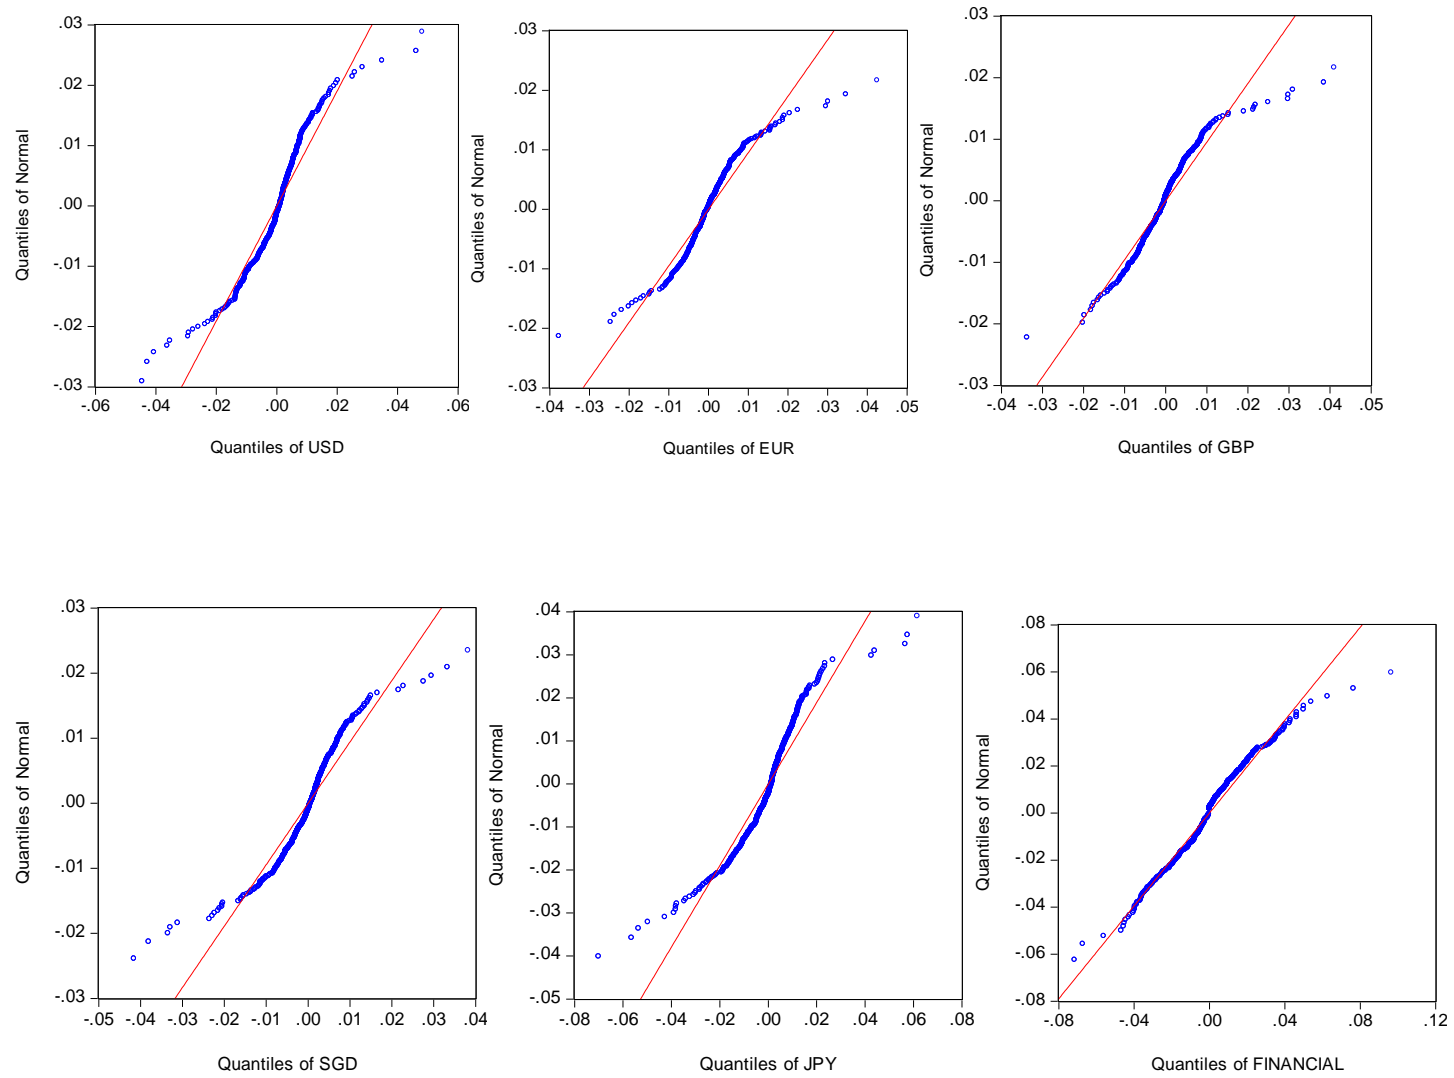 .03
.02
.01
.00
-.01
-.02
-.03
-.06 -.04 -.02 .00 .02 .04 .06
Quantiles of Normal
Quantiles of USD
.03
.02
.01
.00
-.01
-.02
-.03
-.04 -.03 -.02 -.01 .00 .01 .02 .03 .04 .05
Quantiles of Normal
Quantiles of EUR
.03
.02
.01
.00
-.01
-.02
-.03
-.04 -.03 -.02 -.01 .00 .01 .02 .03 .04 .05
Quantiles of Normal
Quantiles of GBP
.03
.02
.01
.00
-.01
-.02
-.03
-.05 -.04 -.03 -.02 -.01 .00 .01 .02 .03 .04
Quantiles of Normal
Quantiles of SGD
.04
.03
.02
.01
.00
-.01
-.02
-.03
-.04
-.05
-.08 -.06 -.04 -.02 .00 .02 .04 .06 .08
Quantiles of Normal
Quantiles of JPY
.08
.06
.04
.02
.00
-.02
-.04
-.06
-.08
-.08 -.04 .00 .04 .08 .12
Quantiles of Normal
Quantiles of FINANCIAL